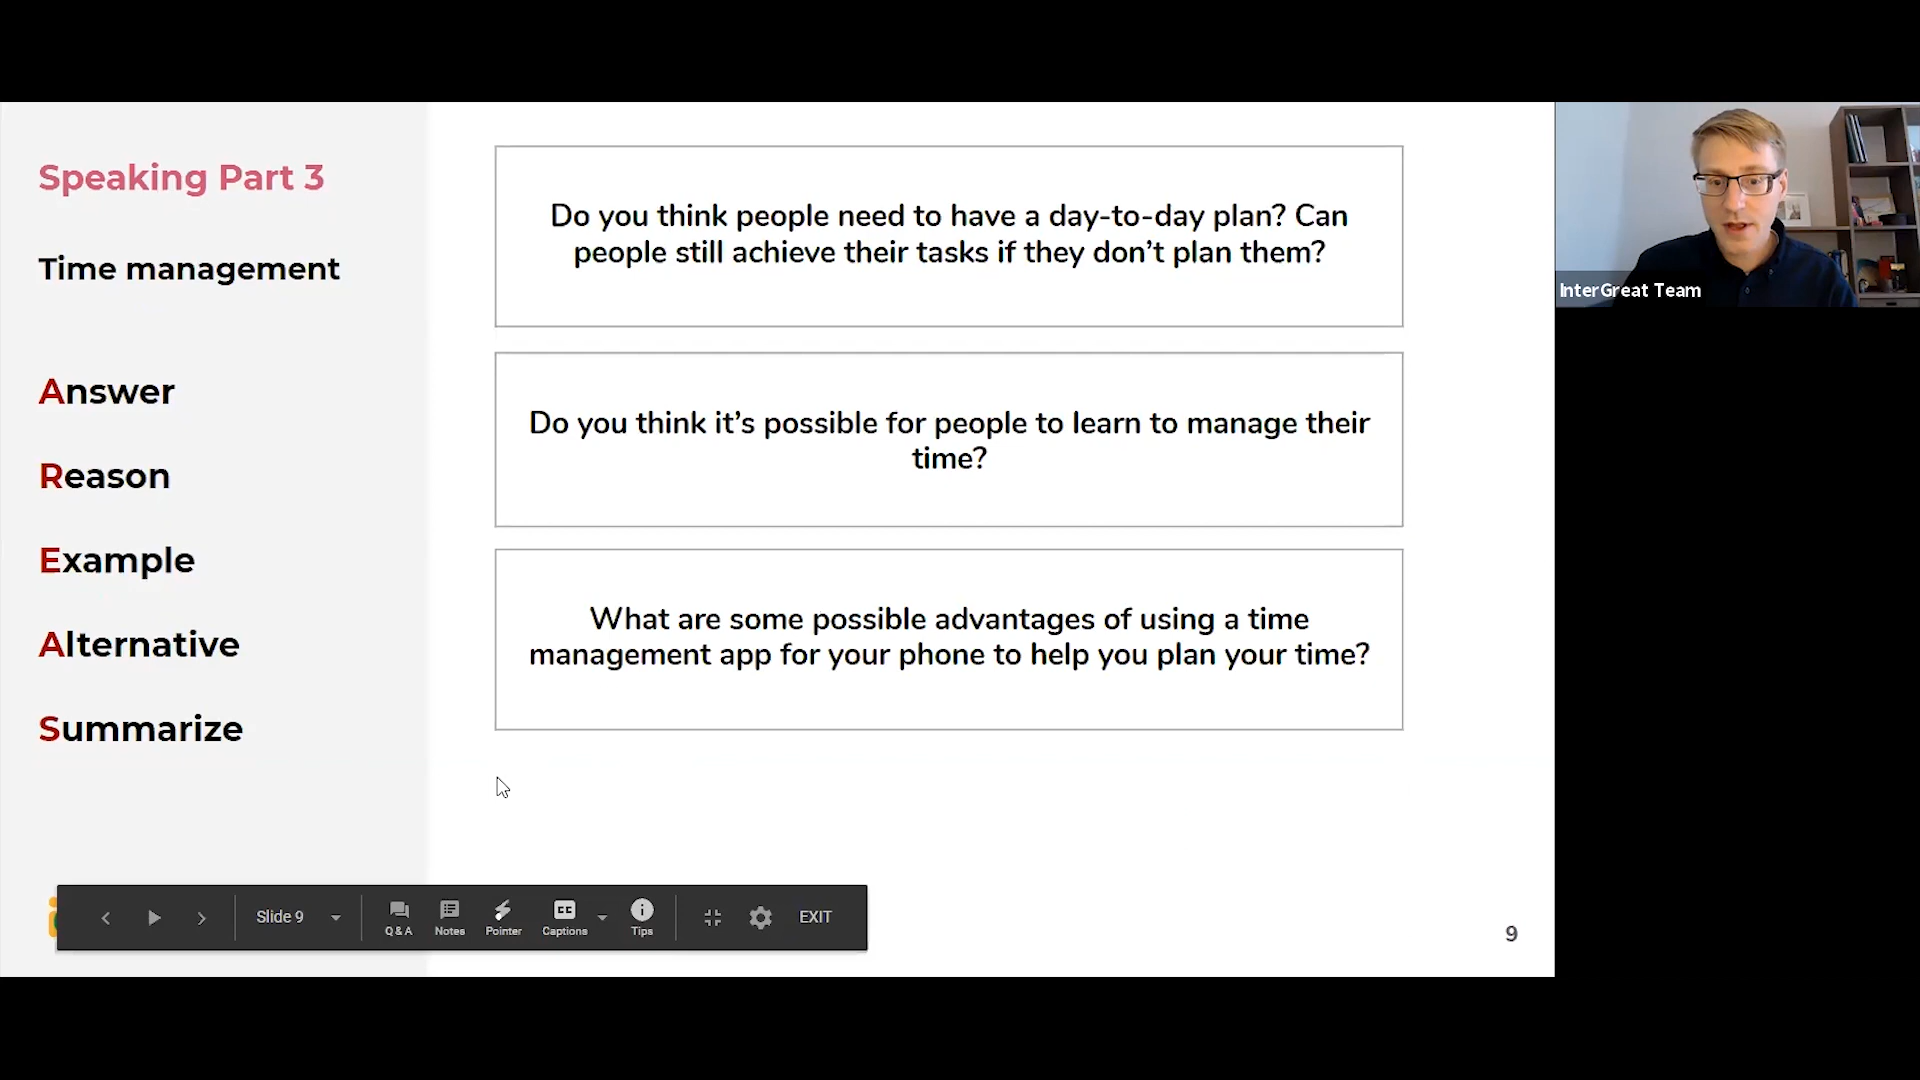 Speaking Part 3
Time management
Answer
Reason
Example
Alternative
Summarize
Do you think people need to have a day-to-day plan? Can
people still achieve their tasks if they don’t plan them?
Do you think it’s possible for people to learn to manage their
time?
What are some possible advantages of using a time
management app for your phone to help you plan your time?
InterGreat Team
Slide 9
Q & A
Notes
Pointer
CC
Captions
Tips
EXIT
9